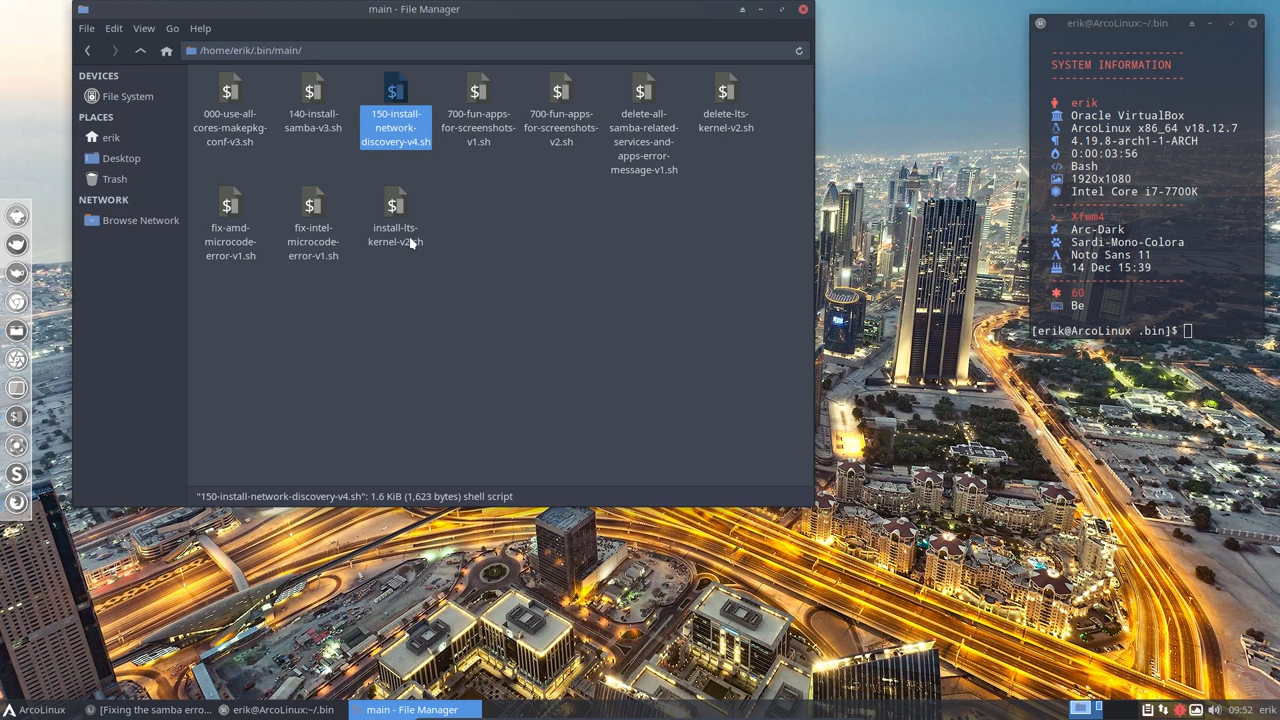 main - File Manager
File Edit View Go Help
/home/erik/.bin/main/
DEVICES
File System
PLACES
erik
Desktop
Trash
NETWORK
Browse Network
000-use-all-
cores-makepkg-
conf-v3.sh
140-install-
samba-v3.sh
150-install-
network-
discovery-v4.sh
700-fun-apps-
for-screenshots-
v1.sh
700-fun-apps-
for-screenshots-
v2.sh
delete-all-
samba-related-
services-and-
apps-error-
message-v1.sh
delete-lts-
kernel-v2.sh
fix-amd-
microcode-
error-v1.sh
fix-intel-
microcode-
error-v1.sh
install-lts-
kernel-v2.sh
"150-install-network-discovery-v4.sh": 1.6 KiB (1,623 bytes) shell script
erik@ArcoLinux:~/.bin
---------------------
SYSTEM INFORMATION
---------------------
erik
Oracle VirtualBox
ArcoLinux x86_64 v18.12.7
4.19.8-arch1-1-ARCH
0:00:03:56
Bash
1920x1080
Intel Core i7-7700K
---------------------
Xfwm4
Arc-Dark
Sardi-Mono-Colora
Noto Sans 11
14 Dec 15:39
---------------------
60
Be
[erik@ArcoLinux .bin]$
ArcoLinux
[Fixing the samba erro...
erik@ArcoLinux:~/.bin
main - File Manager
09:52 erik